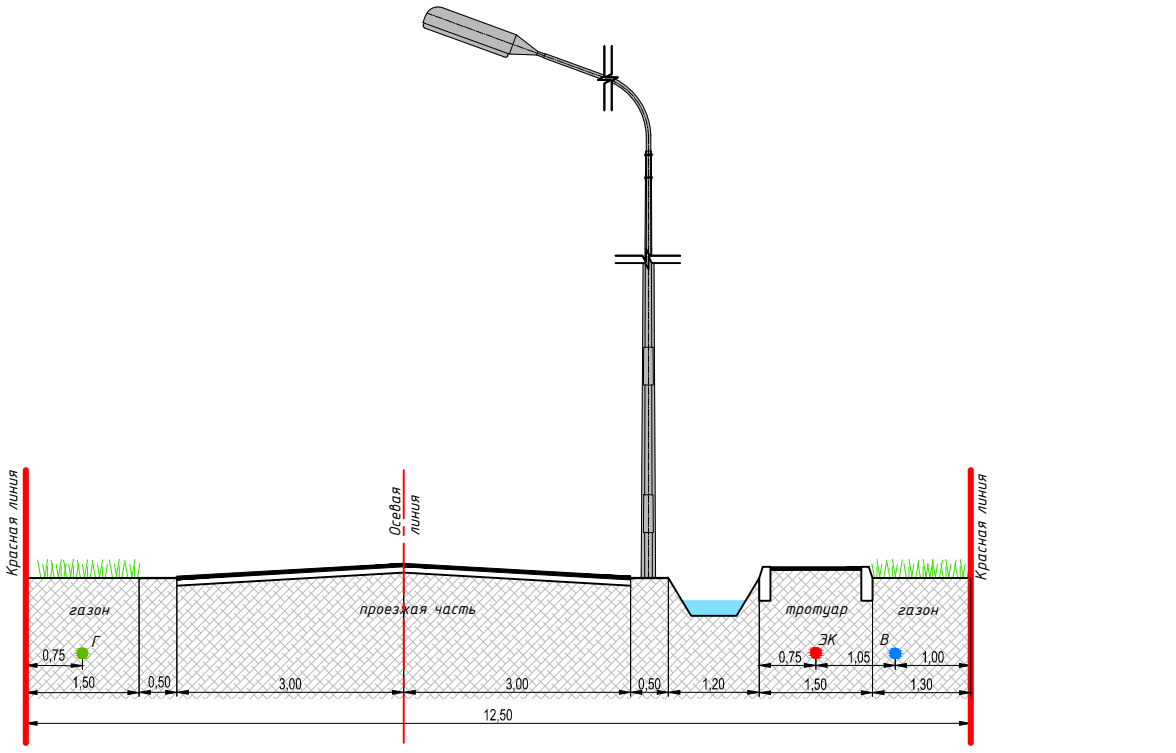 Красная линия
Осевая
линия
Красная линия
газон
проезжая часть
тротуар
газон
Г
ЭК
В
0,75
0,75
1,05
1,00
1,50
0,50
3,00
3,00
0,50
1,20
1,50
1,30
12,50